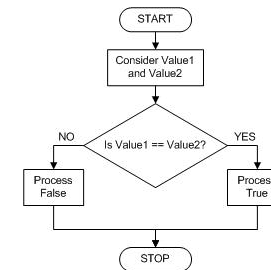 START
Consider Value1
and Value2
Is Value1 == Value2?
NO
YES
Process
False
Proces
True
STOP